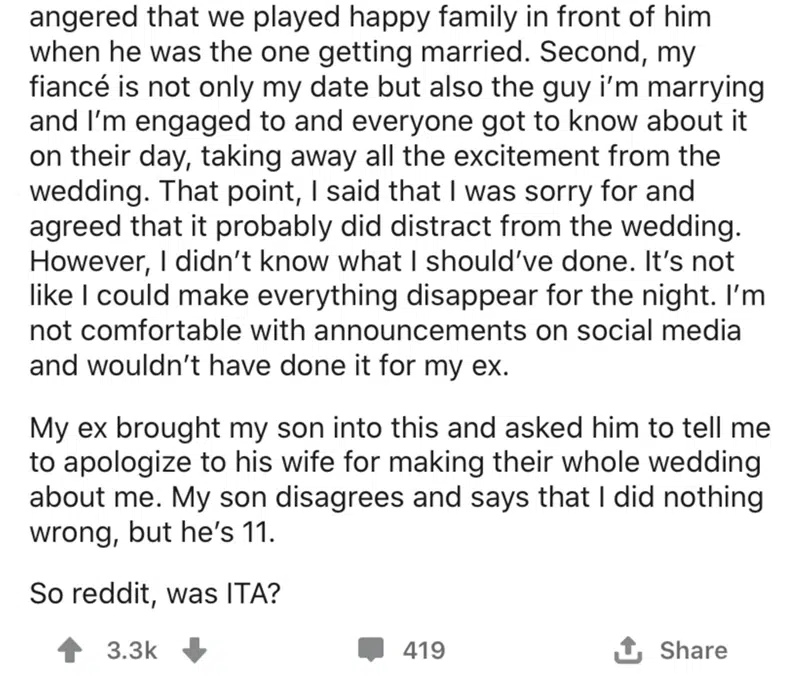 angered that we played happy family in front of him
when he was the one getting married. Second, my
fiancé is not only my date but also the guy i'm marrying
and I'm engaged to and everyone got to know about it
on their day, taking away all the excitement from the
wedding. That point, I said that I was sorry for and
agreed that it probably did distract from the wedding.
However, I didn't know what I should've done. It's not
like I could make everything disappear for the night. I'm
not comfortable with announcements on social media
and wouldn't have done it for my ex.
My ex brought my son into this and asked him to tell me
to apologize to his wife for making their whole wedding
about me. My son disagrees and says that I did nothing
wrong, but he's 11.
So reddit, was ITA?
3.3k 419 Share